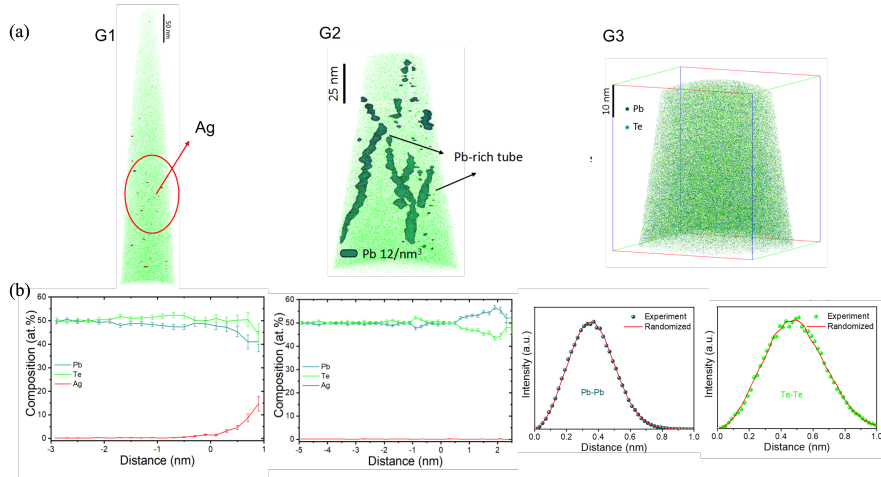 (a)
G1
50 nm
Ag
G2
25 nm
Pb-rich tube
Pb 12/nm³
G3
10 nm
Pb
Te
e
(b)
Composition (at.%)
60
50
40
30
20
10
0
Pb
Te
Ag
-3 -2 -1 0 1
Distance (nm)
Composition (at.%)
60
50
40
30
20
10
0
Pb
Te
Ag
-5 -4 -3 -2 -1 0 1 2
Distance (nm)
Intensity (a.u.)
Experiment
Randomized
Pb-Pb
0.0 0.2 0.4 0.6 0.8 1.0
Distance (nm)
Intensity (a.u.)
Experiment
Randomized
Te-Te
0.0 0.2 0.4 0.6 0.8 1.0
Distance (nm)